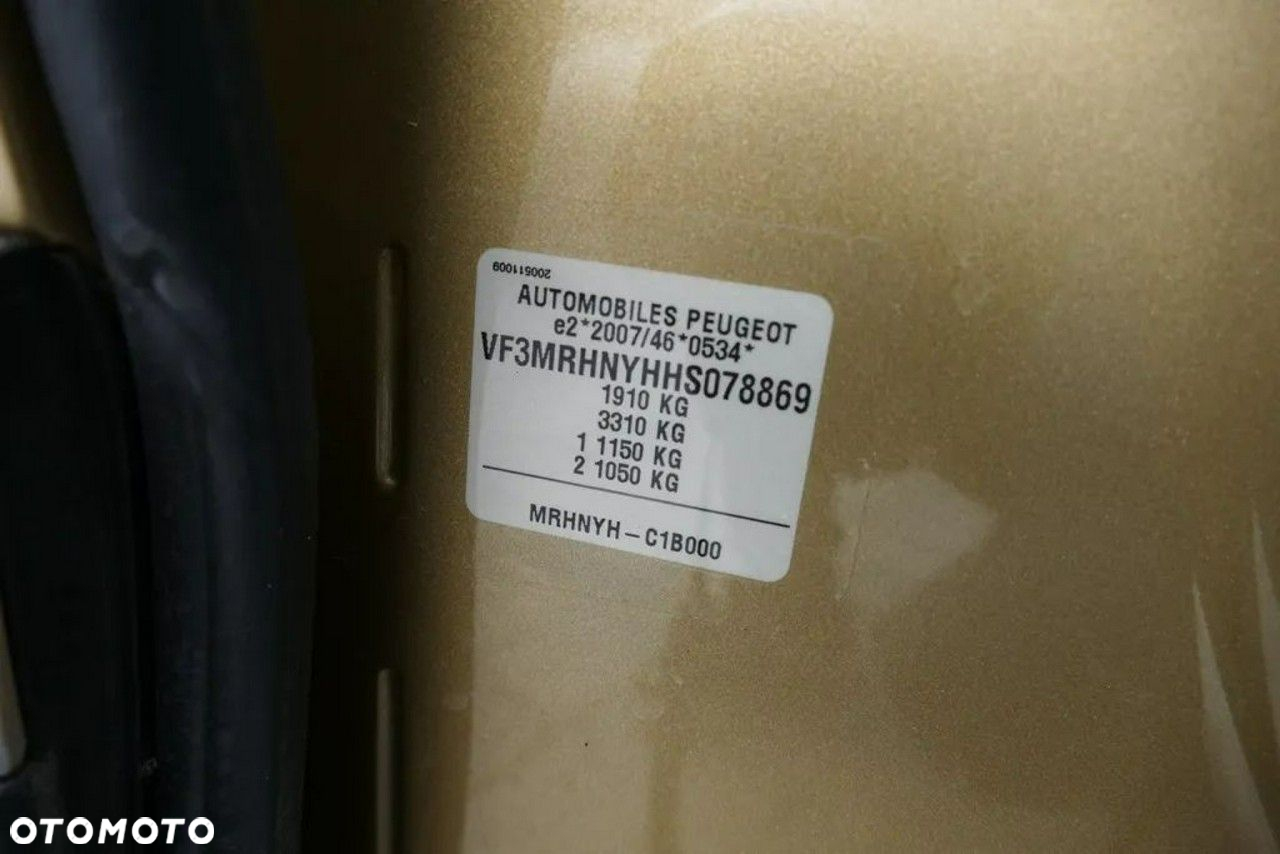 200511009
AUTOMOBILES PEUGEOT
e2*2007/46*0534*
VF3MRHNYHHS078869
1910 KG
3310 KG
1 1150 KG
2 1050 KG
MRHNYH – C1B000
OTOMOTO